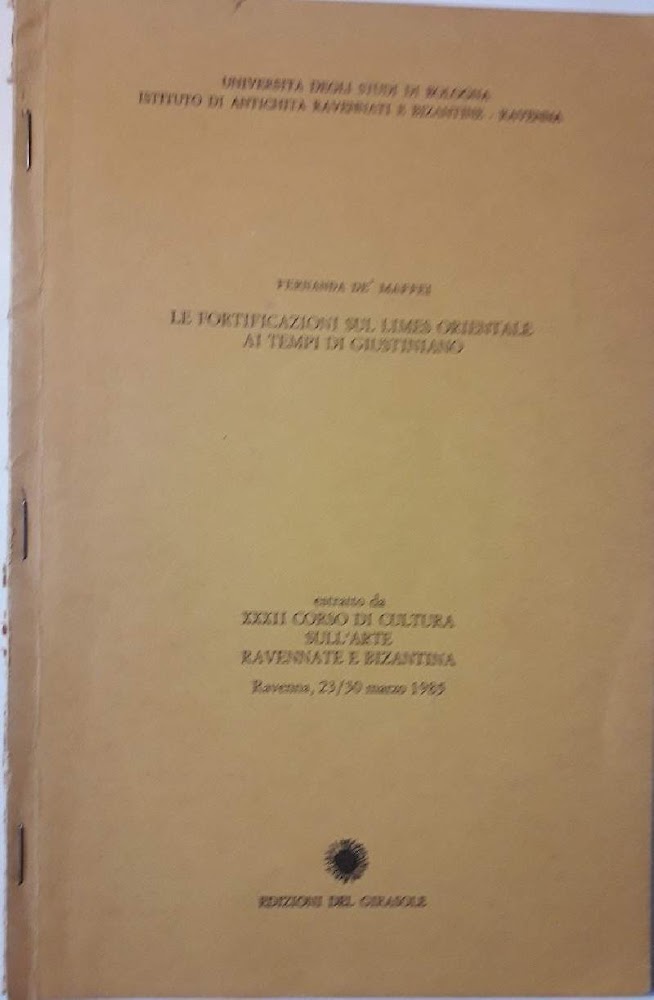 UNIVERSITÀ DEGLI STUDI DI BOLOGNA
ISTITUTO DI ANTICHITÀ RAVENNATI E BIZANTINE - RAVENNA
FERNANDA DE' MAFFEI
LE FORTIFICAZIONI SUL LIMES ORIENTALE
AI TEMPI DI GIUSTINIANO
estratto da
XXXII CORSO DI CULTURA
SULL'ARTE
RAVENNATE E BIZANTINA
Ravenna, 23/30 marzo 1985
EDIZIONI DEL GIRASOLE